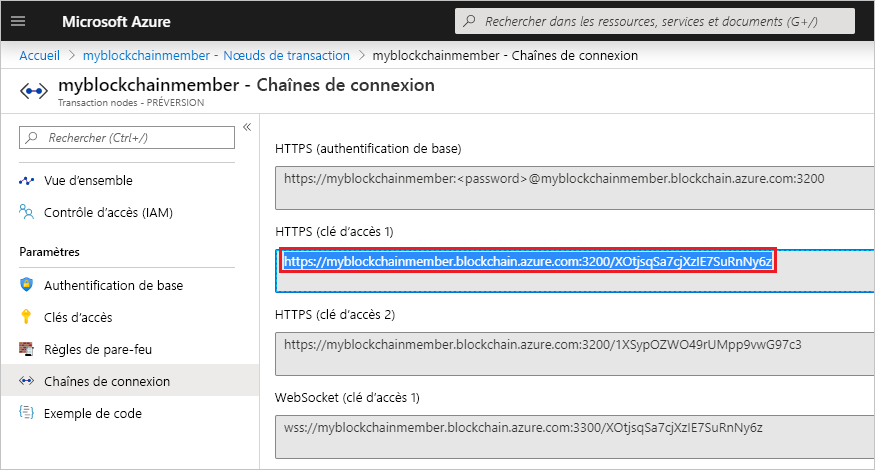 Microsoft Azure
Rechercher dans les ressources, services et documents (G+/)
Accueil > myblockchainmember - Nœuds de transaction > myblockchainmember - Chaînes de connexion
myblockchainmember - Chaînes de connexion
Transaction nodes - PRÉVERSION
Rechercher (Ctrl+/)
Vue d'ensemble
Contrôle d'accès (IAM)
Paramètres
Authentification de base
Clés d'accès
Règles de pare-feu
Chaînes de connexion
Exemple de code
HTTPS (authentification de base)
https://myblockchainmember:<password>@myblockchainmember.blockchain.azure.com:3200
HTTPS (clé d'accès 1)
https://myblockchainmember.blockchain.azure.com:3200/XOtjsqSa7cjXzIE7SuRnNy6z
HTTPS (clé d'accès 2)
https://myblockchainmember.blockchain.azure.com:3200/1XSypOZWO49rUMpp9vwG97c3
WebSocket (clé d'accès 1)
wss://myblockchainmember.blockchain.azure.com:3300/XOtjsqSa7cjXzIE7SuRnNy6z